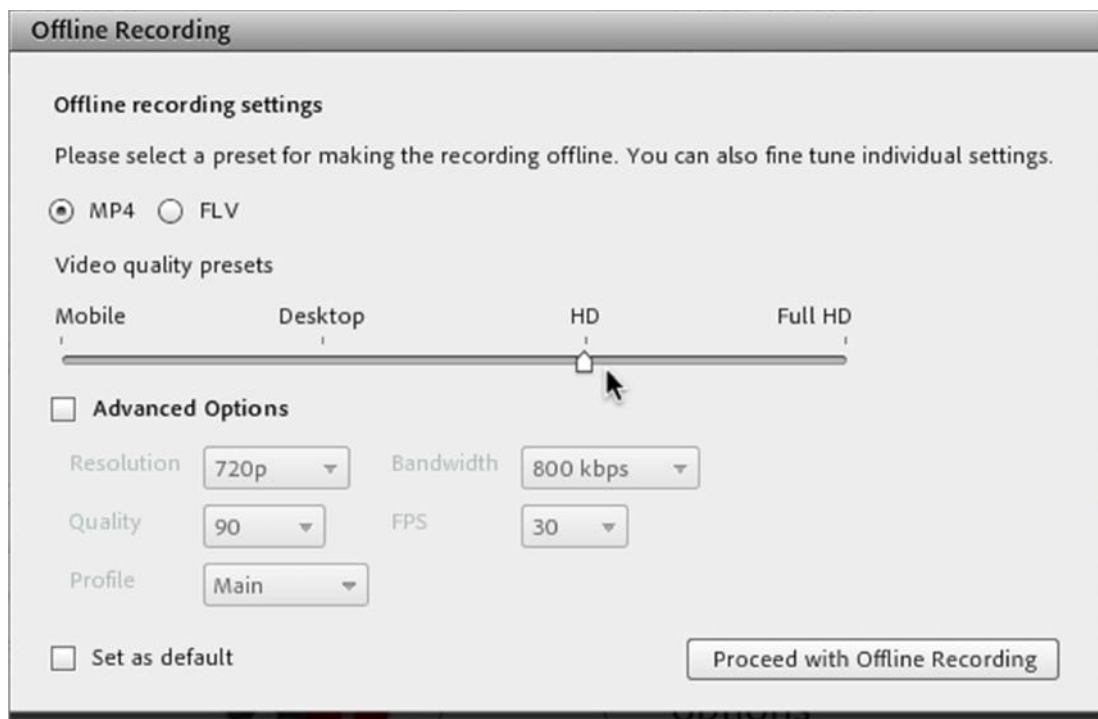 Offline Recording
Offline recording settings
Please select a preset for making the recording offline. You can also fine tune individual settings.
MP4 FLV
Video quality presets
Mobile Desktop HD Full HD
Advanced Options
Resolution 720p Bandwidth 800 kbps
Quality 90 FPS 30
Profile Main
Set as default Proceed with Offline Recording